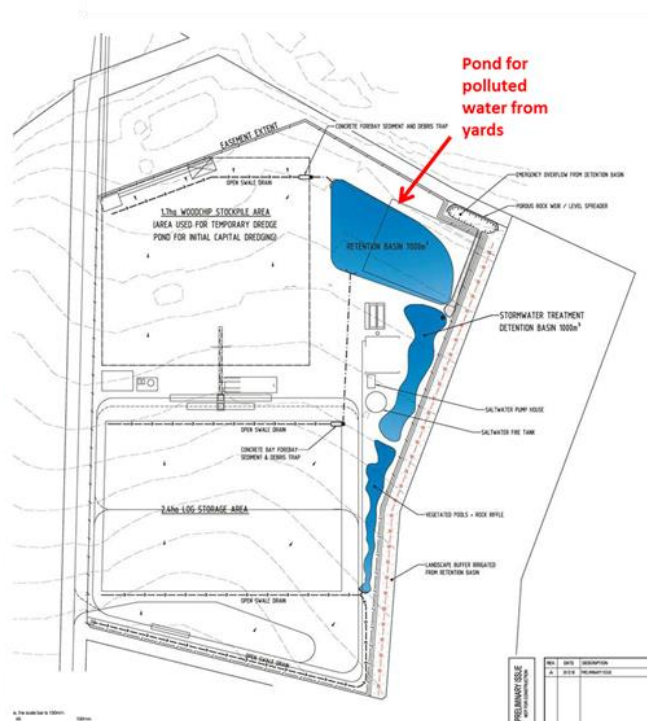 Pond for
polluted
water from
yards
CONCRETE FOREBAY SEDIMENT AND DEBRIS TRAP
EASEMENT EXTENT
OPEN SWALE DRAIN
EMERGENCY OVERFLOW FROM DETENTION BASIN
POROUS ROCK WEIR / LEVEL SPREADER
1.7ha WOODCHIP STOCKPILE AREA
(AREA USED FOR TEMPORARY DREDGE
POND FOR INITIAL CAPITAL DREDGING)
RETENTION BASIN 7000m³
STORMWATER TREATMENT
DETENTION BASIN 1000m³
SALTWATER PUMP HOUSE
SALTWATER FIRE TANK
OPEN SWALE DRAIN
CONCRETE BAY FOREBAY
SEDIMENT & DEBRIS TRAP
2.4ha LOG STORAGE AREA
VEGETATED POOLS + ROCK RIFFLE
LANDSCAPE BUFFER IRRIGATED
FROM RETENTION BASIN
OPEN SWALE DRAIN
OPEN SWALE DRAIN
PRELIMINARY ISSUE
NOT FOR CONSTRUCTION
REV DATE DESCRIPTION
A PRELIMINARY ISSUE